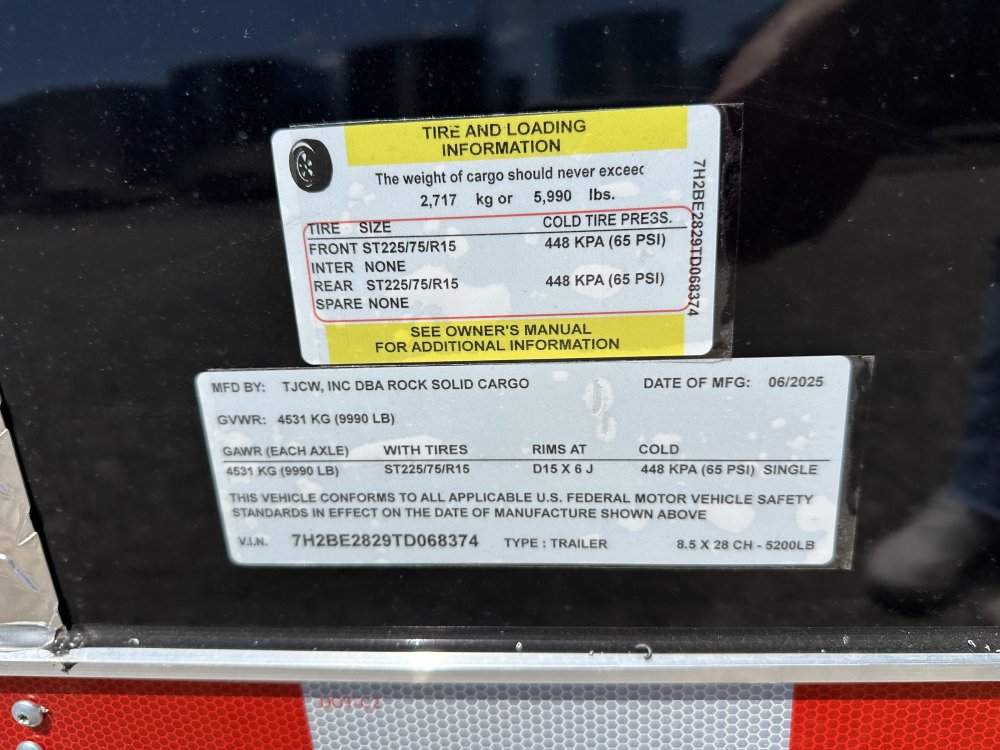 TIRE AND LOADING
INFORMATION
The weight of cargo should never exceed
2,717 kg or 5,990 lbs.
TIRE SIZE COLD TIRE PRESS.
FRONT ST225/75/R15 448 KPA (65 PSI)
INTER NONE
REAR ST225/75/R15 448 KPA (65 PSI)
SPARE NONE
SEE OWNER'S MANUAL
FOR ADDITIONAL INFORMATION
7H2BE2829TD068374
MFD BY: TJCW, INC DBA ROCK SOLID CARGO DATE OF MFG: 06/2025
GVWR: 4531 KG (9990 LB)
GAWR (EACH AXLE) WITH TIRES RIMS AT COLD
4531 KG (9990 LB) ST225/75/R15 D15 X 6 J 448 KPA (65 PSI) SINGLE
THIS VEHICLE CONFORMS TO ALL APPLICABLE U.S. FEDERAL MOTOR VEHICLE SAFETY
STANDARDS IN EFFECT ON THE DATE OF MANUFACTURE SHOWN ABOVE
V.I.N. 7H2BE2829TD068374 TYPE : TRAILER 8.5 X 28 CH - 5200LB
DOT-C2